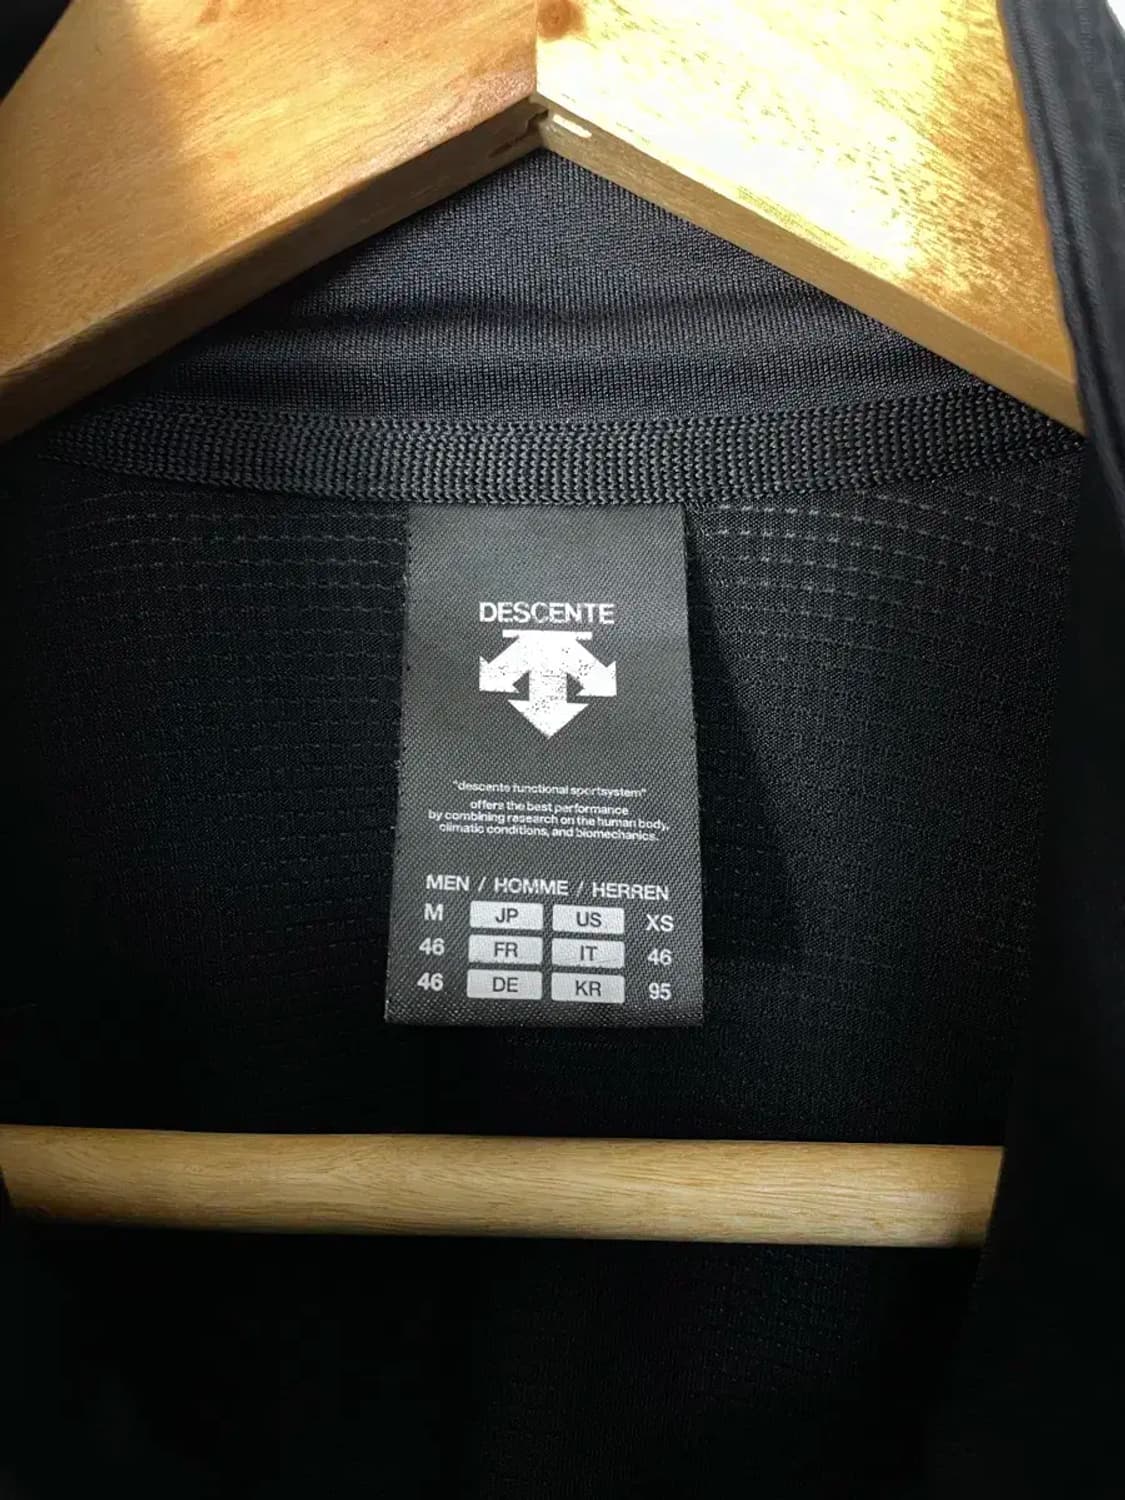 DESCENTE
"descente functional sportsystem"
offers the best performance
by combining research on the human body,
climatic conditions, and biomechanics.
MEN / HOMME / HERREN
M JP US XS
46 FR IT 46
46 DE KR 95